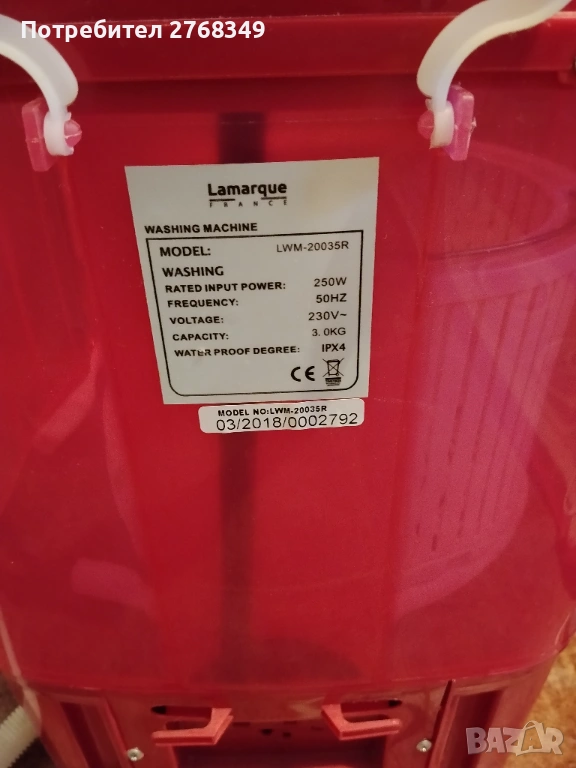 Потребител 2768349
Lamarque
FRANCE
WASHING MACHINE
MODEL: LWM-20035R
WASHING
RATED INPUT POWER: 250W
FREQUENCY: 50HZ
VOLTAGE: 230V~
CAPACITY: 3.0KG
WATER PROOF DEGREE: IPX4
CE
MODEL NO:LWM-20035R
03/2018/0002792
BAZAR